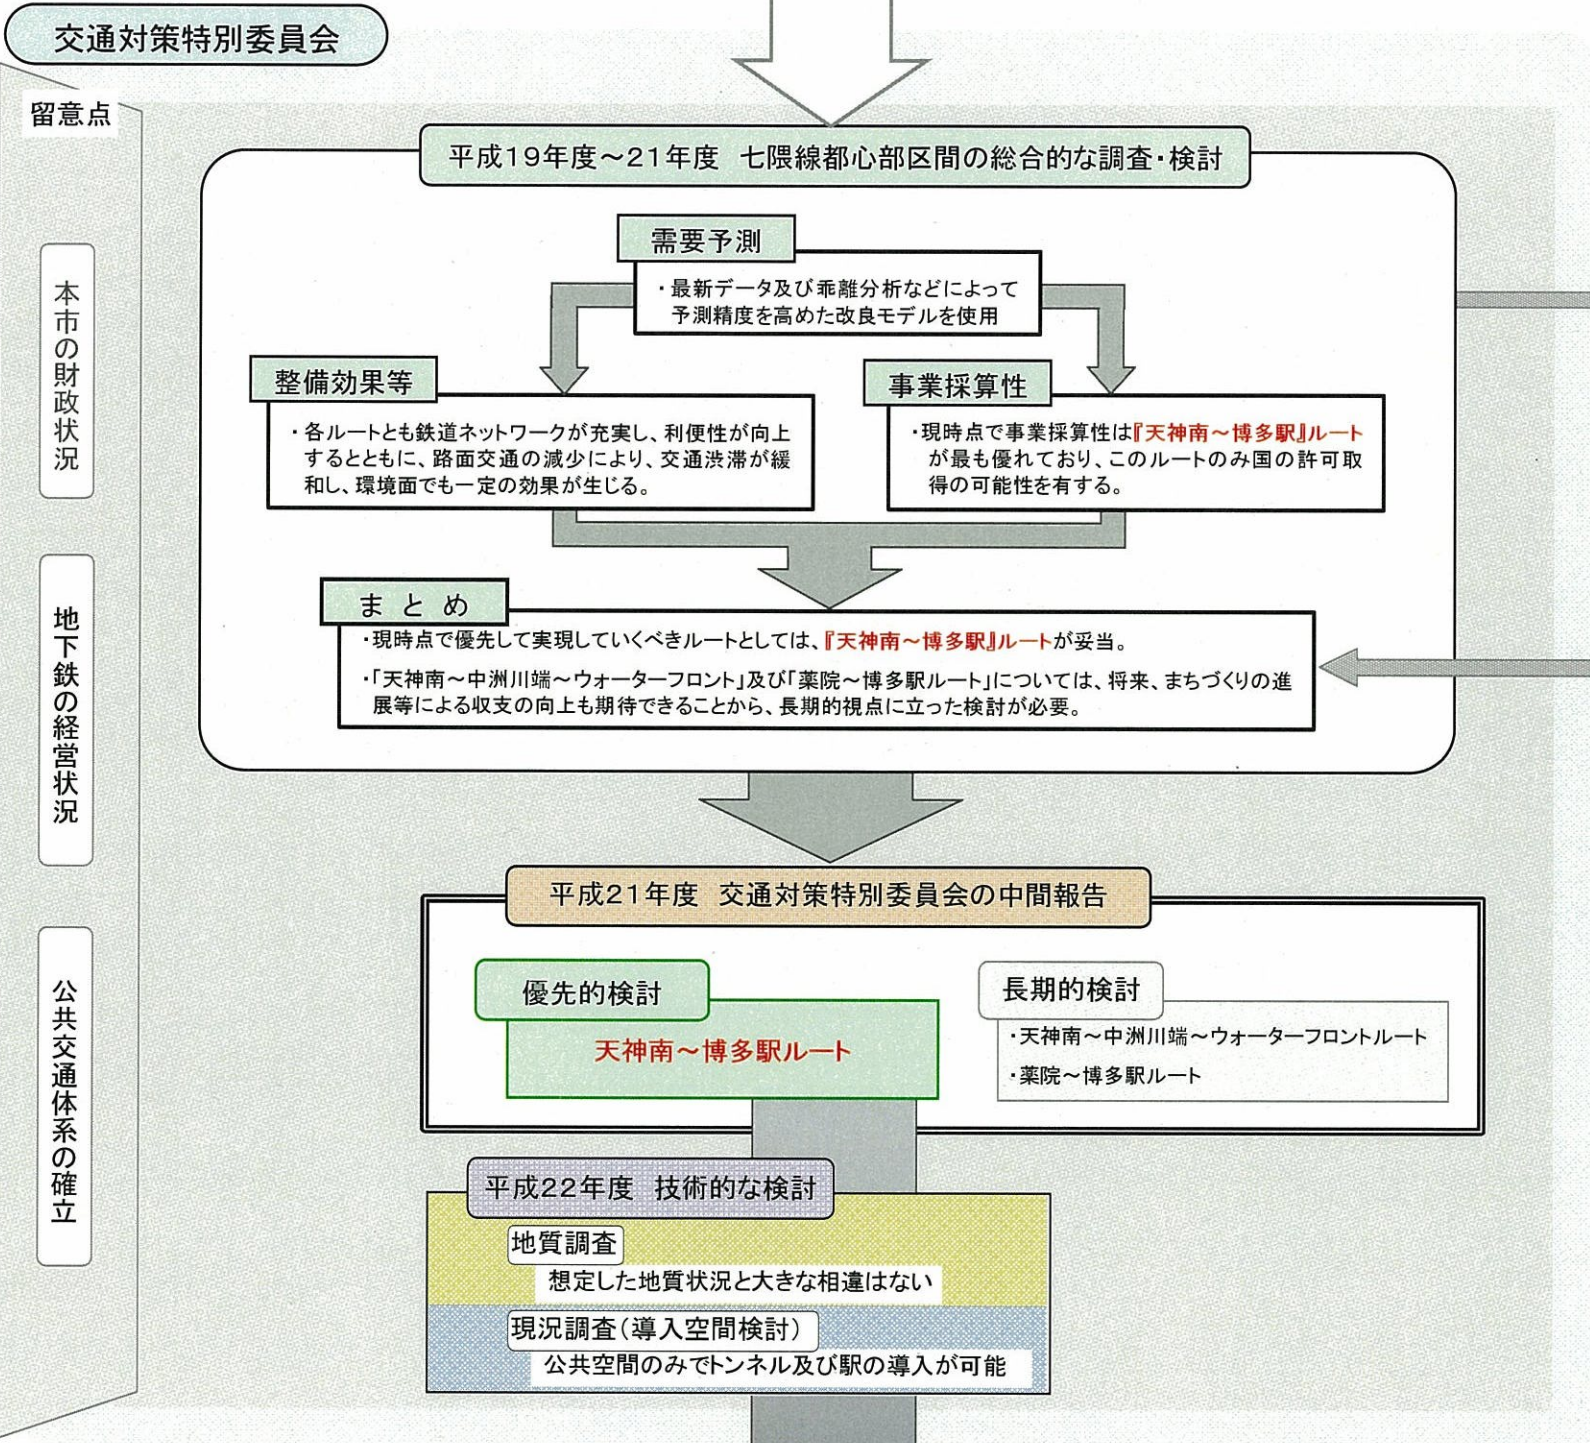 交通対策特別委員会
留意点
本市の財政状況
地下鉄の経営状況
公共交通体系の確立
平成19年度～21年度　七隈線都心部区間の総合的な調査・検討
需要予測
・最新データ及び乖離分析などによって
予測精度を高めた改良モデルを使用
整備効果等
・各ルートとも鉄道ネットワークが充実し、利便性が向上
するとともに、路面交通の減少により、交通渋滞が緩
和し、環境面でも一定の効果が生じる。
事業採算性
・現時点で事業採算性は『天神南～博多駅』ルート
が最も優れており、このルートのみ国の許可取
得の可能性を有する。
まとめ
・現時点で優先して実現していくべきルートとしては、『天神南～博多駅』ルートが妥当。
・「天神南～中洲川端～ウォーターフロント」及び「薬院～博多駅ルート」については、将来、まちづくりの進
展等による収支の向上も期待できることから、長期的視点に立った検討が必要。
平成21年度　交通対策特別委員会の中間報告
優先的検討
天神南～博多駅ルート
長期的検討
・天神南～中洲川端～ウォーターフロントルート
・薬院～博多駅ルート
平成22年度　技術的な検討
地質調査
想定した地質状況と大きな相違はない
現況調査（導入空間検討）
公共空間のみでトンネル及び駅の導入が可能